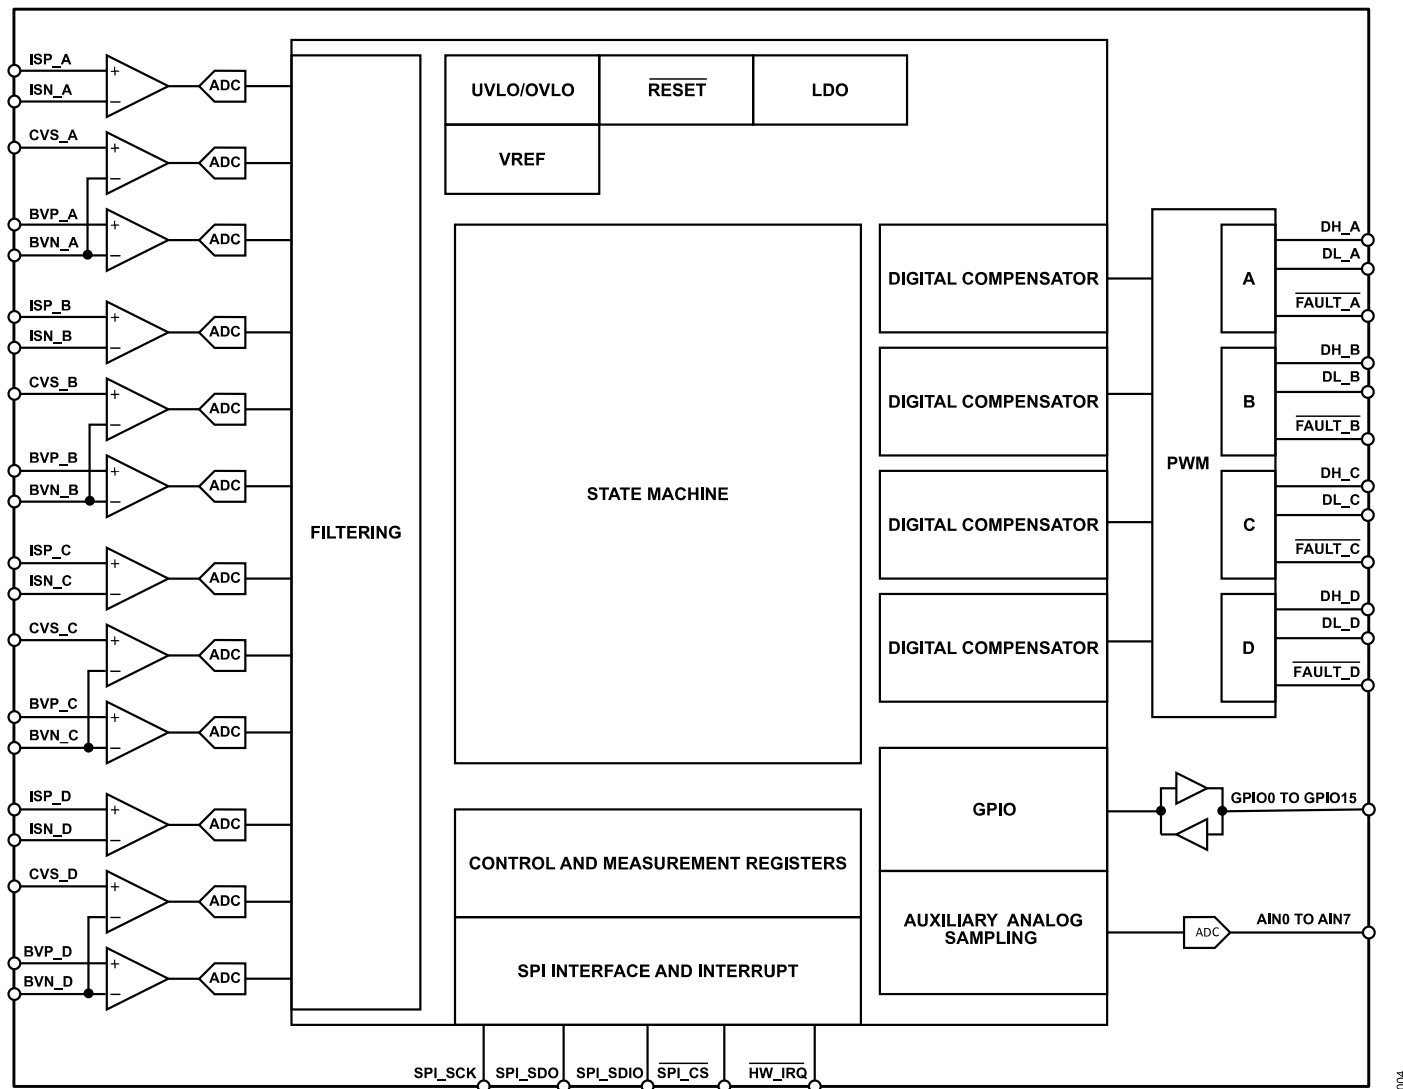 ISP_A
+
ADC
ISN_A
−
CVS_A
+
ADC
−
BVP_A
+
ADC
BVN_A
−
ISP_B
+
ADC
ISN_B
−
CVS_B
+
ADC
−
BVP_B
+
ADC
BVN_B
−
ISP_C
+
ADC
ISN_C
−
CVS_C
+
ADC
−
BVP_C
+
ADC
BVN_C
−
ISP_D
+
ADC
ISN_D
−
CVS_D
+
ADC
−
BVP_D
+
ADC
BVN_D
−
FILTERING
UVLO/OVLO
RESET
LDO
VREF
STATE MACHINE
CONTROL AND MEASUREMENT REGISTERS
SPI INTERFACE AND INTERRUPT
DIGITAL COMPENSATOR
DIGITAL COMPENSATOR
DIGITAL COMPENSATOR
DIGITAL COMPENSATOR
GPIO
AUXILIARY ANALOG
SAMPLING
PWM
A
B
C
D
DH_A
DL_A
FAULT_A
DH_B
DL_B
FAULT_B
DH_C
DL_C
FAULT_C
DH_D
DL_D
FAULT_D
GPIO0 TO GPIO15
ADC
AIN0 TO AIN7
SPI_SCK
SPI_SDO
SPI_SDIO
SPI_CS
HW_IRQ
004